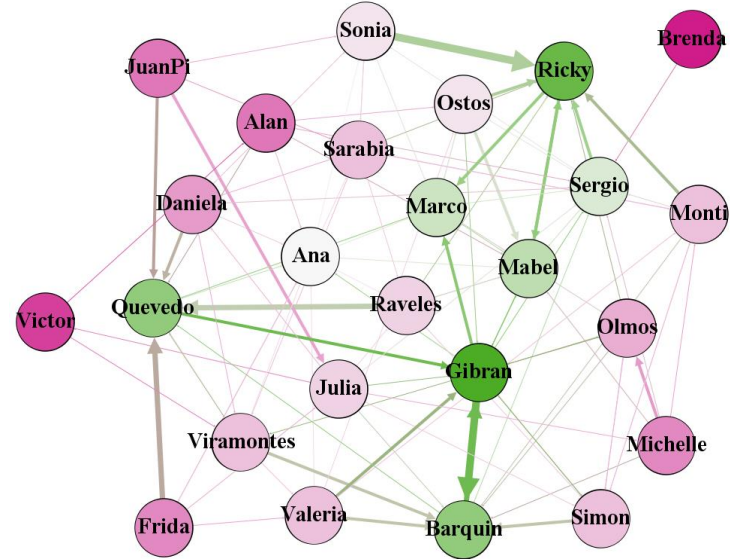 Sonia
Brenda
JuanPi
Ricky
Ostos
Alan
Sarabia
Sergio
Daniela
Marco
Monti
Ana
Mabel
Quevedo
Raveles
Victor
Olmos
Gibran
Julia
Viramontes
Michelle
Valeria
Simon
Frida
Barquin